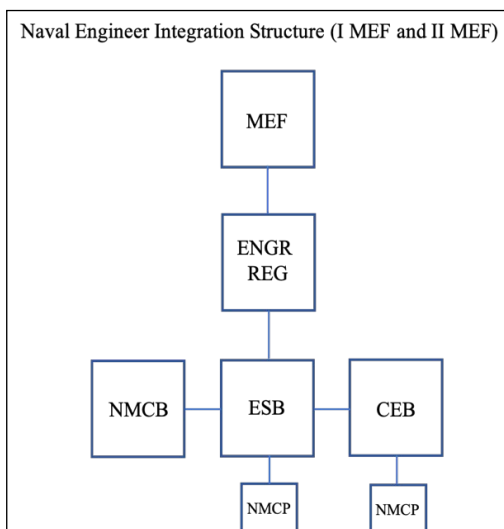 Naval Engineer Integration Structure (I MEF and II MEF)
MEF
ENGR
REG
NMCB
ESB
CEB
NMCP
NMCP